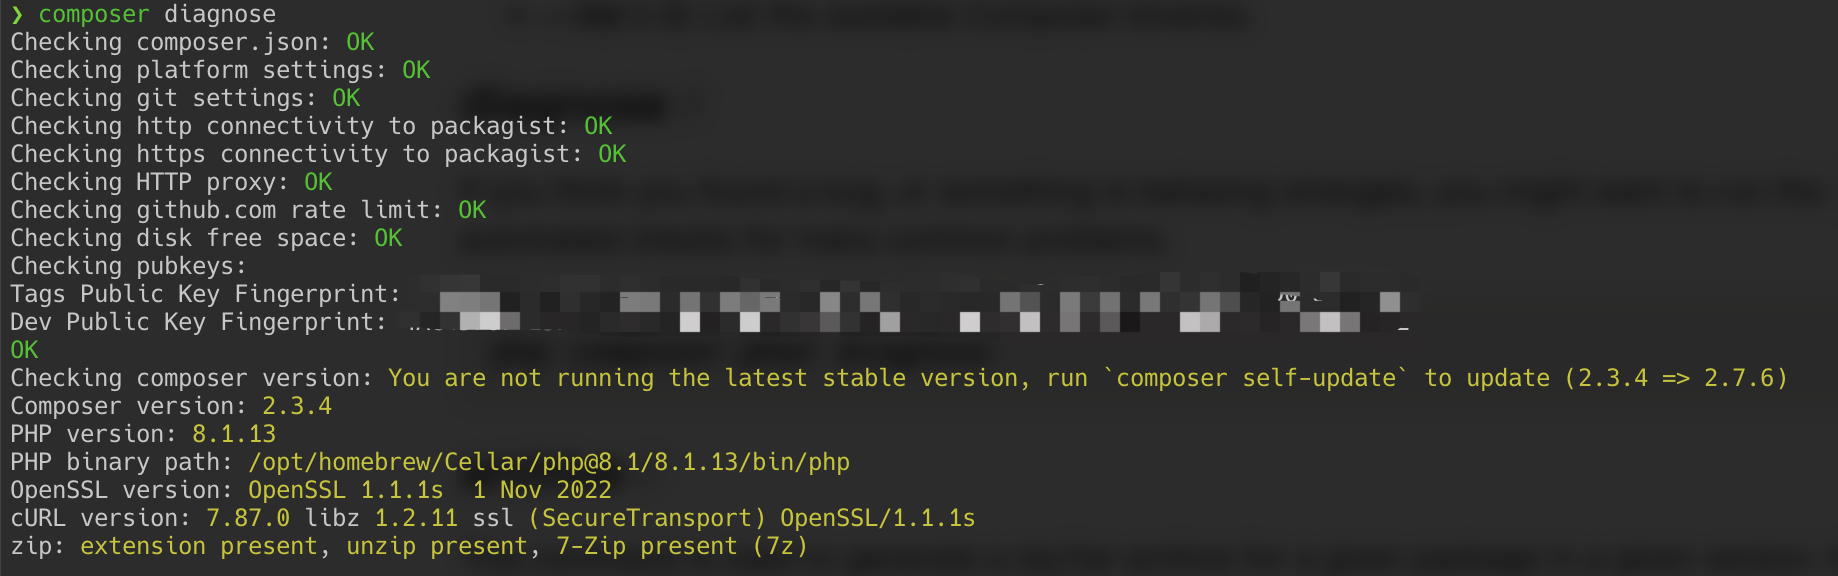 ❯ composer diagnose
Checking composer.json: OK
Checking platform settings: OK
Checking git settings: OK
Checking http connectivity to packagist: OK
Checking https connectivity to packagist: OK
Checking HTTP proxy: OK
Checking github.com rate limit: OK
Checking disk free space: OK
Checking pubkeys:
Tags Public Key Fingerprint:
Dev Public Key Fingerprint:
OK
Checking composer version: You are not running the latest stable version, run `composer self-update` to update (2.3.4 => 2.7.6)
Composer version: 2.3.4
PHP version: 8.1.13
PHP binary path: /opt/homebrew/Cellar/php@8.1/8.1.13/bin/php
OpenSSL version: OpenSSL 1.1.1s  1 Nov 2022
cURL version: 7.87.0 libz 1.2.11 ssl (SecureTransport) OpenSSL/1.1.1s
zip: extension present, unzip present, 7-Zip present (7z)